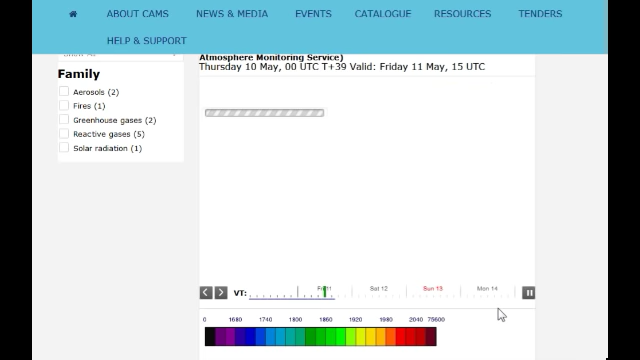 ABOUT CAMS NEWS & MEDIA EVENTS CATALOGUE RESOURCES TENDERS
HELP & SUPPORT
Atmosphere Monitoring Service)
Thursday 10 May, 00 UTC T+39 Valid: Friday 11 May, 15 UTC
Family
Aerosols (2)
Fires (1)
Greenhouse gases (2)
Reactive gases (5)
Solar radiation (1)
VT: Fri 11 Sat 12 Sun 13 Mon 14
0 1680 1740 1800 1860 1920 1980 2040 75600